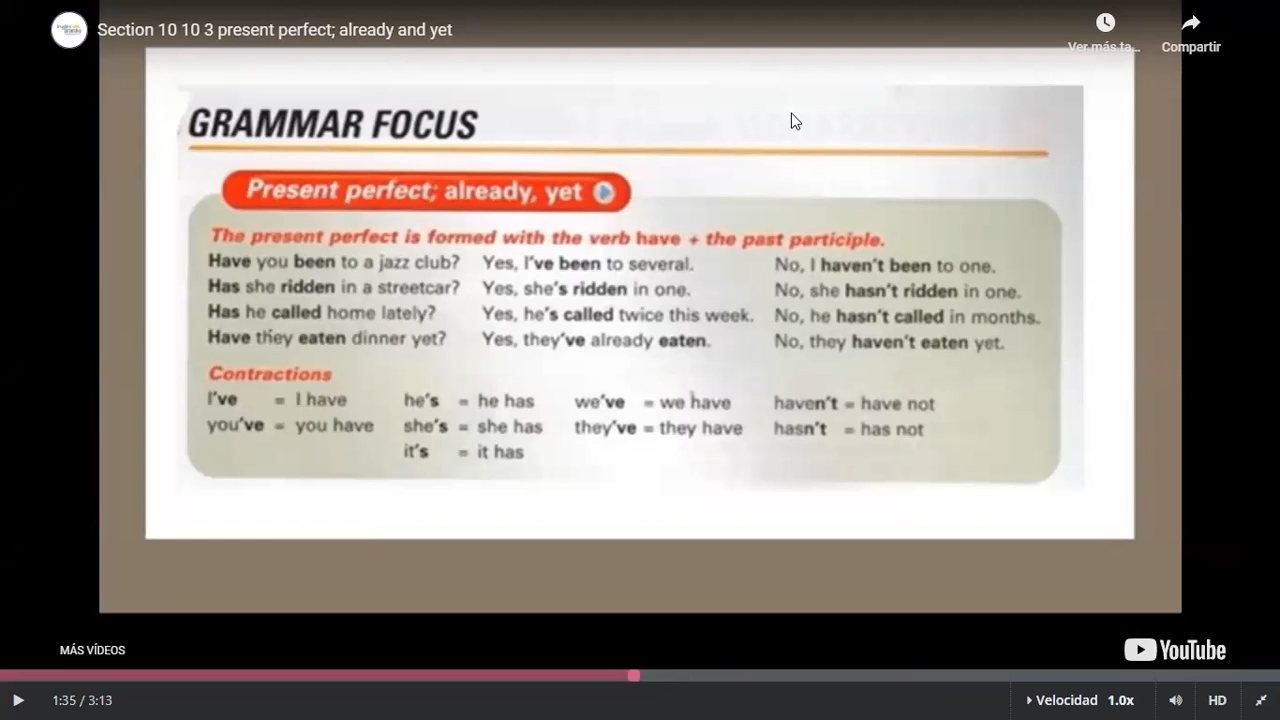 Section 10 10 3 present perfect; already and yet
Ver más ta...
Compartir
GRAMMAR FOCUS
Present perfect; already, yet
The present perfect is formed with the verb have + the past participle.
Have you been to a jazz club? Yes, I've been to several. No, I haven't been to one.
Has she ridden in a streetcar? Yes, she's ridden in one. No, she hasn't ridden in one.
Has he called home lately? Yes, he's called twice this week. No, he hasn't called in months.
Have they eaten dinner yet? Yes, they've already eaten. No, they haven't eaten yet.
Contractions
I've = I have he's = he has we've = we have haven't = have not
you've = you have she's = she has they've = they have hasn't = has not
it's = it has
MÁS VÍDEOS
YouTube
1:35 / 3:13
Velocidad 1.0x
HD